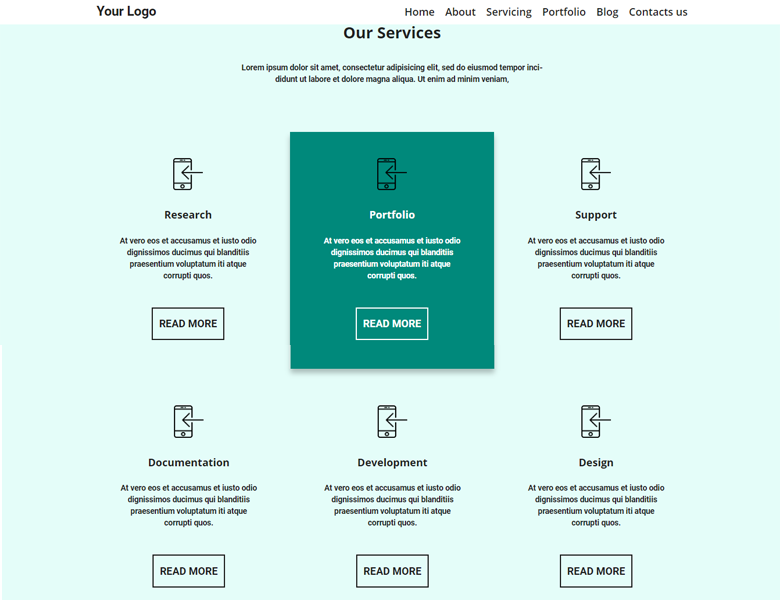 Your Logo
Home About Servicing Portfolio Blog Contacts us
Our Services
Lorem ipsum dolor sit amet, consectetur adipisicing elit, sed do eiusmod tempor inci-
didunt ut labore et dolore magna aliqua. Ut enim ad minim veniam,
Research
At vero eos et accusamus et iusto odio
dignissimos ducimus qui blanditiis
praesentium voluptatum iti atque
corrupti quos.
READ MORE
Portfolio
At vero eos et accusamus et iusto odio
dignissimos ducimus qui blanditiis
praesentium voluptatum iti atque
corrupti quos.
READ MORE
Support
At vero eos et accusamus et iusto odio
dignissimos ducimus qui blanditiis
praesentium voluptatum iti atque
corrupti quos.
READ MORE
Documentation
At vero eos et accusamus et iusto odio
dignissimos ducimus qui blanditiis
praesentium voluptatum iti atque
corrupti quos.
READ MORE
Development
At vero eos et accusamus et iusto odio
dignissimos ducimus qui blanditiis
praesentium voluptatum iti atque
corrupti quos.
READ MORE
Design
At vero eos et accusamus et iusto odio
dignissimos ducimus qui blanditiis
praesentium voluptatum iti atque
corrupti quos.
READ MORE